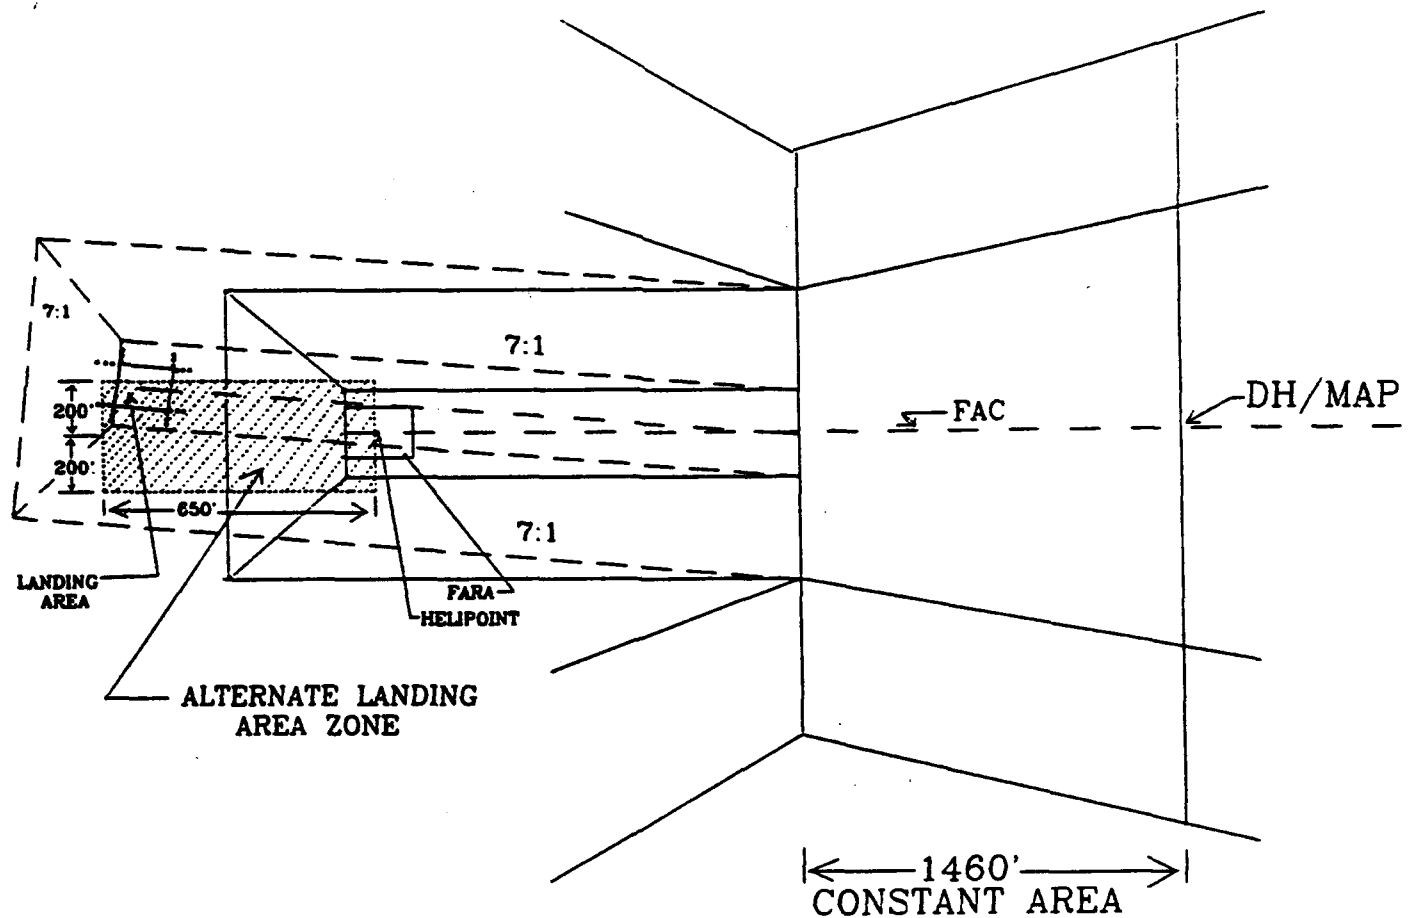 7:1
7:1
DH/MAP
FAC
200'
200'
650'
7:1
LANDING
AREA
FARA
HELIPOINT
ALTERNATE LANDING
AREA ZONE
1460'
CONSTANT AREA